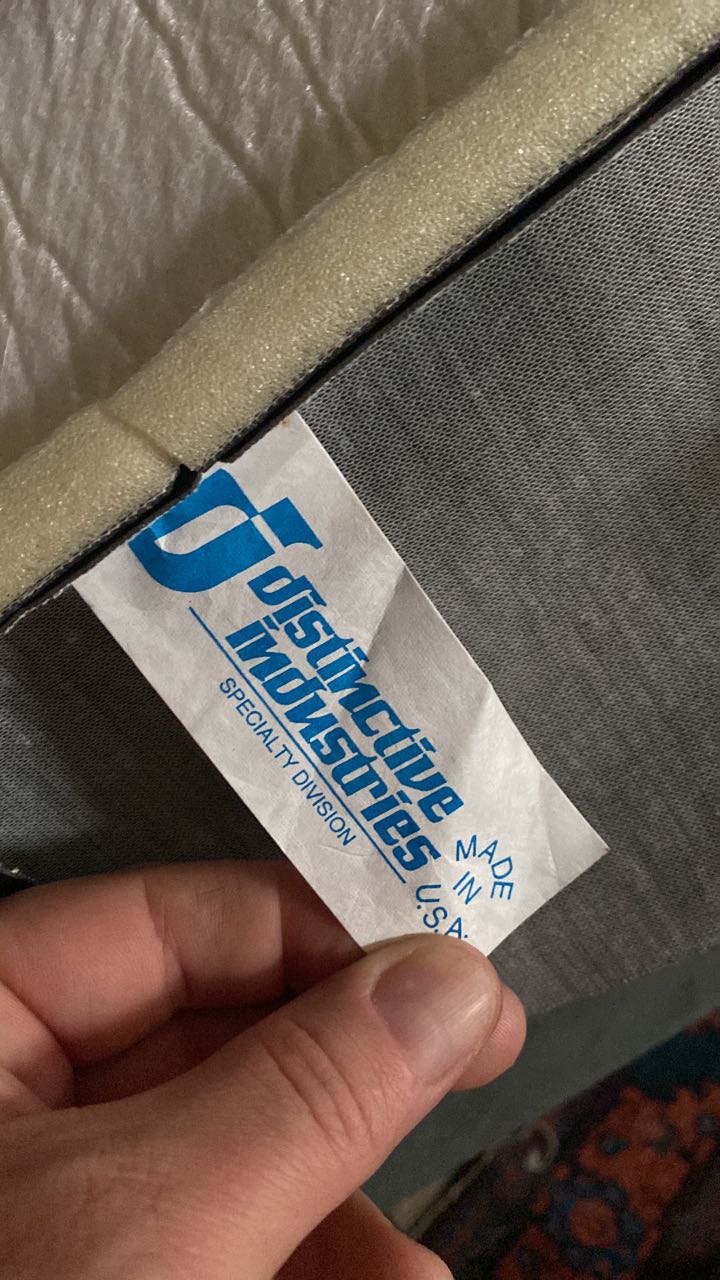 distinctive
industries
SPECIALTY DIVISION
MADE
IN
U.S.A.